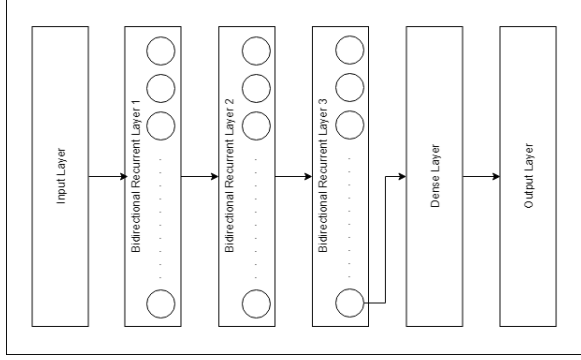 Input Layer
Bidirectional Recurrent Layer 1
Bidirectional Recurrent Layer 2
Bidirectional Recurrent Layer 3
Dense Layer
Output Layer